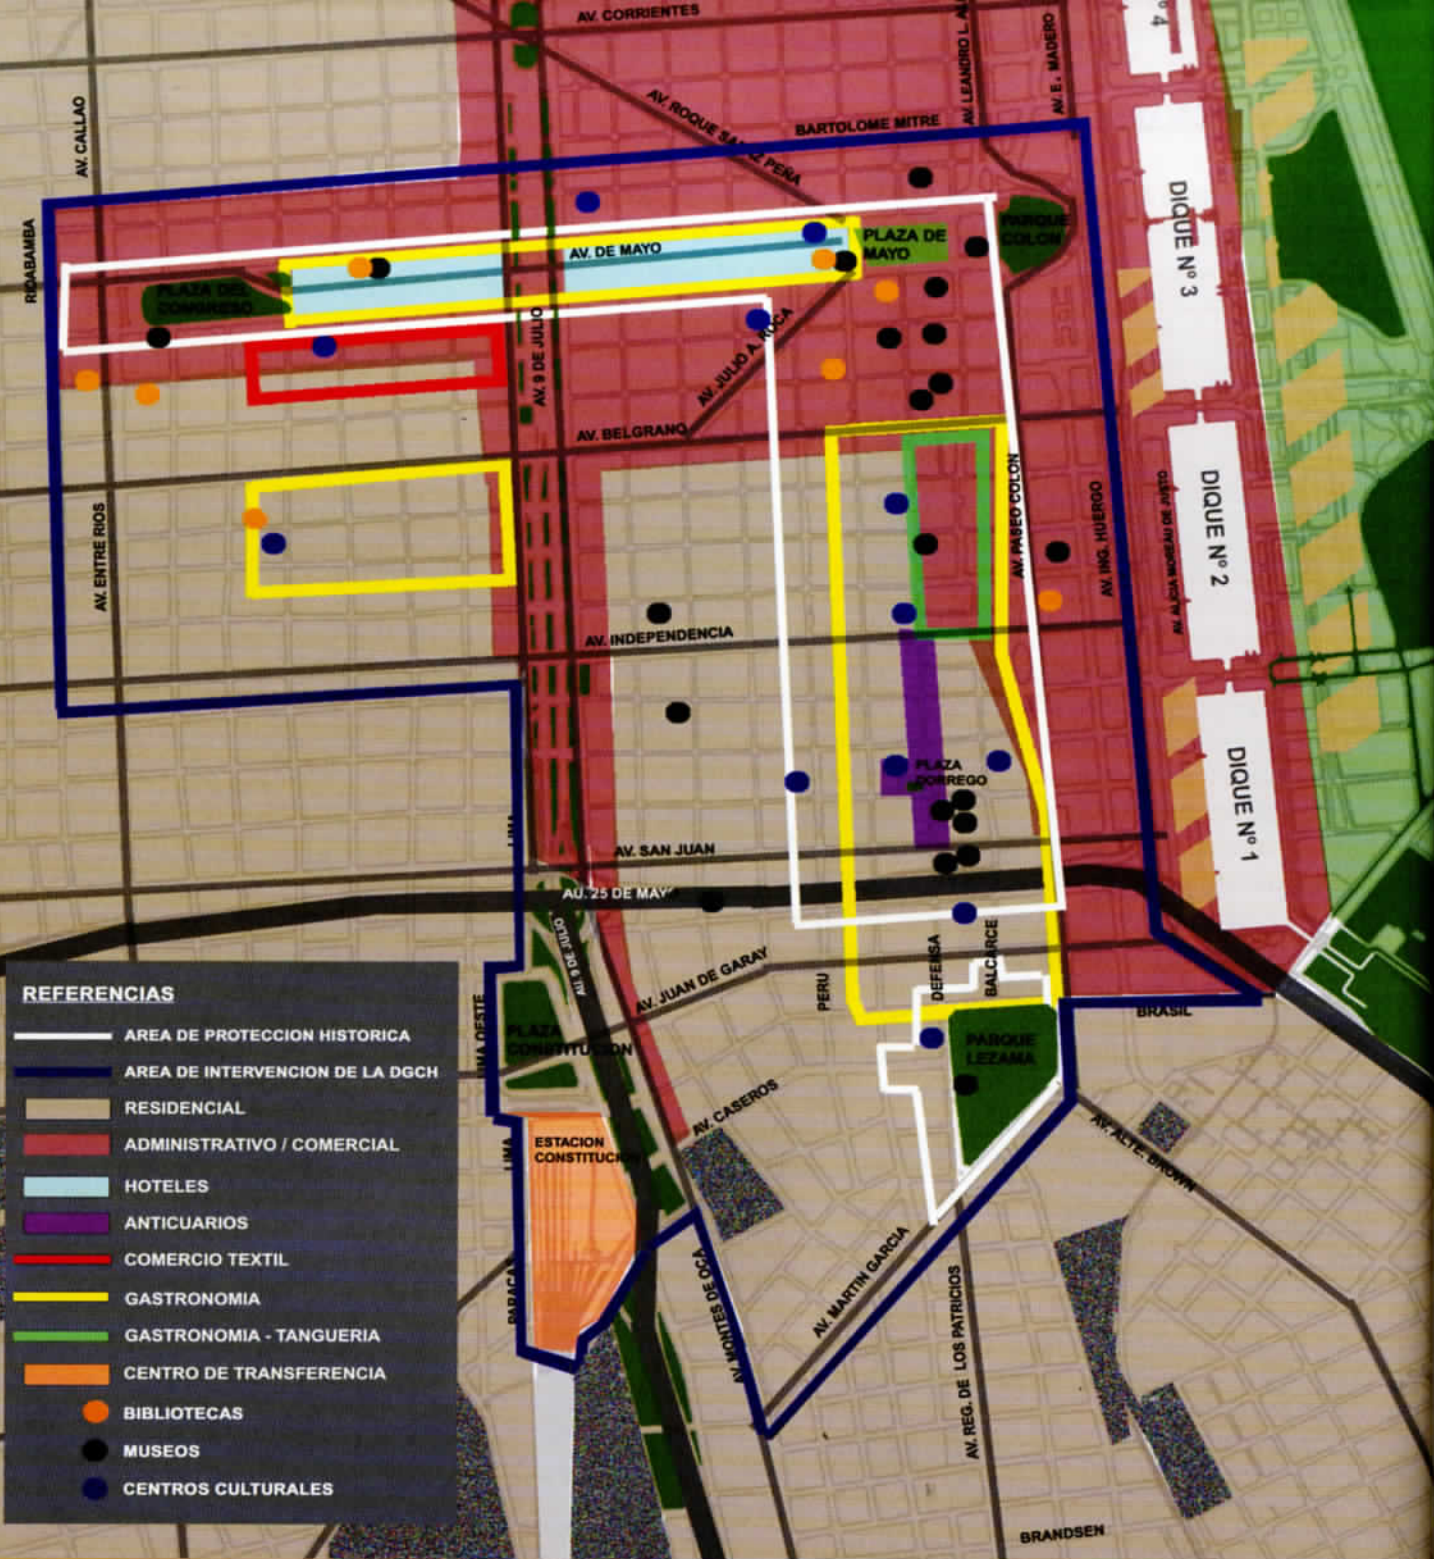 AV. CORRIENTES
AV. CALLAO
AV. ROQUE SAENZ PEÑA
BARTOLOME MITRE
AV. E. MADERO
Nº 4
RIOABAMBA
PLAZA DEL
CONGRESO
AV. DE MAYO
PLAZA DE
MAYO
PARQUE
COLON
DIQUE Nº 3
AV. 9 DE JULIO
AV. JULIO A. ROCA
AV. BELGRANO
AV. ENTRE RIOS
AV. PASEO COLON
AV. ING. HUERGO
AV. ALICIA MOREAU DE JUSTO
DIQUE Nº 2
AV. INDEPENDENCIA
PLAZA
DORREGO
DIQUE Nº 1
LIMA
AV. SAN JUAN
AU. 25 DE MAYO
AU. 9 DE JULIO
AV. JUAN DE GARAY
PERU
DEFENSA
BALCARCE
BRASIL
LIMA OESTE
PLAZA
CONSTITUCION
PARQUE
LEZAMA
AV. CASEROS
LIMA
ESTACION
CONSTITUCION
AV. ALTE. BROWN
PARACAS
AV. MONTES DE OCA
AV. MARTIN GARCIA
AV. REG. DE LOS PATRICIOS
BRANDSEN
REFERENCIAS
AREA DE PROTECCION HISTORICA
AREA DE INTERVENCION DE LA DGCH
RESIDENCIAL
ADMINISTRATIVO / COMERCIAL
HOTELES
ANTICUARIOS
COMERCIO TEXTIL
GASTRONOMIA
GASTRONOMIA - TANGUERIA
CENTRO DE TRANSFERENCIA
BIBLIOTECAS
MUSEOS
CENTROS CULTURALES